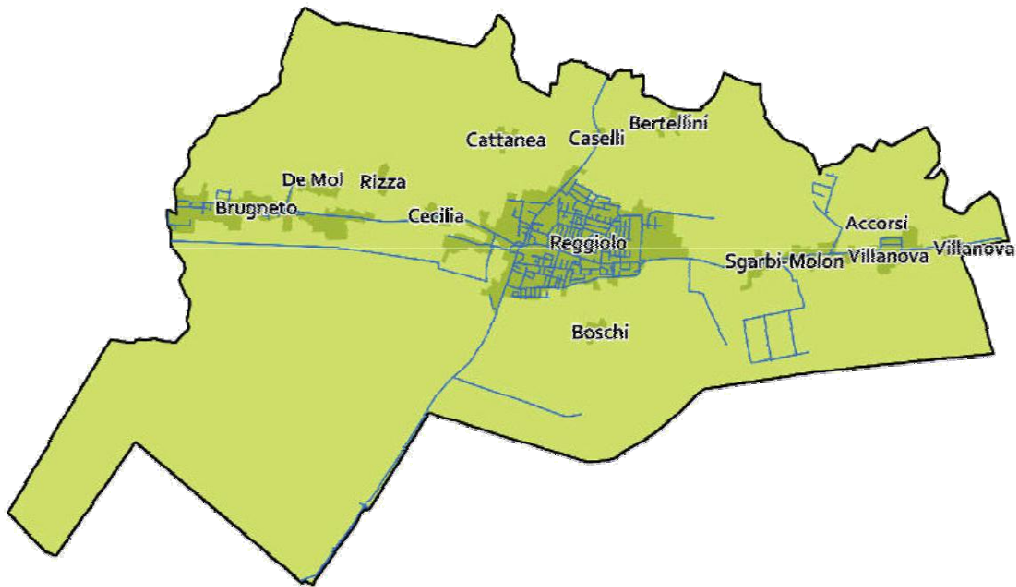 Bertellini
Cattanea
Caselli
De Mol
Rizza
Brugneto
Cecilia
Accorsi
Reggiolo
Villanova
Villanova
Sgarbi-Molon
Boschi